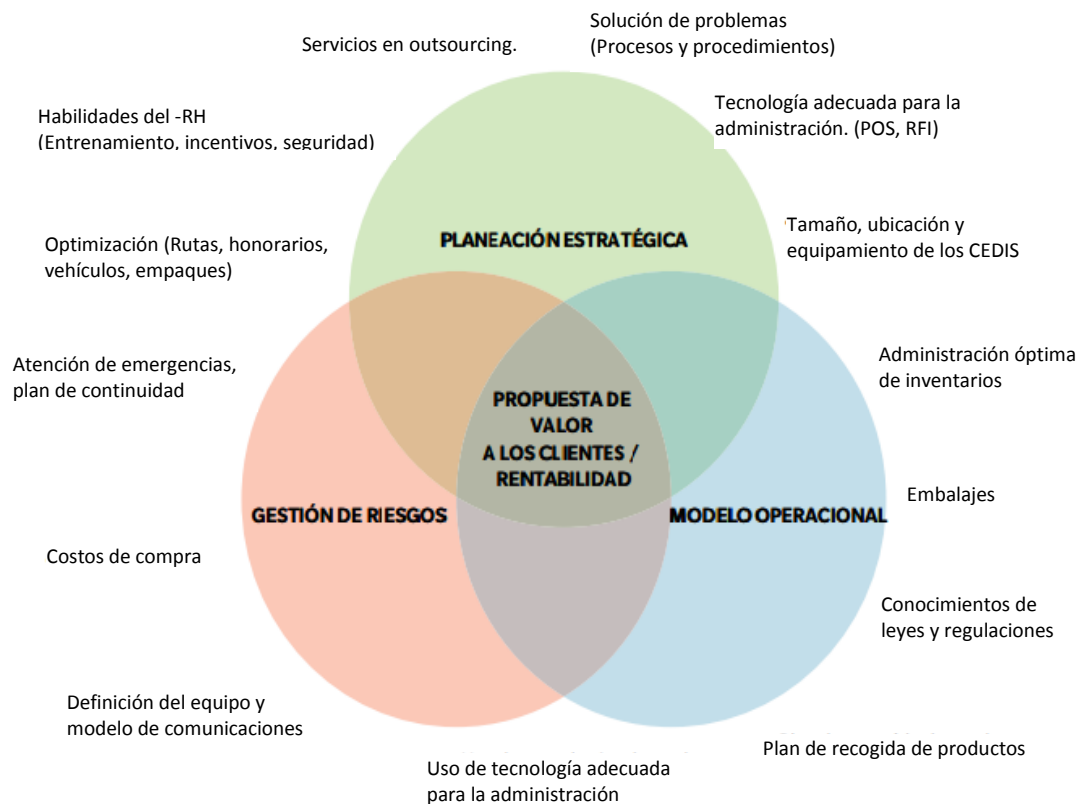 Solución de problemas
(Procesos y procedimientos)
Servicios en outsourcing.
Habilidades del -RH
(Entrenamiento, incentivos, seguridad)
Tecnología adecuada para la
administración. (POS, RFI)
Optimización (Rutas, honorarios,
vehículos, empaques)
PLANEACIÓN ESTRATÉGICA
Tamaño, ubicación y
equipamiento de los CEDIS
Atención de emergencias,
plan de continuidad
Administración óptima
de inventarios
PROPUESTA DE
VALOR
A LOS CLIENTES /
RENTABILIDAD
GESTIÓN DE RIESGOS
MODELO OPERACIONAL
Embalajes
Costos de compra
Conocimientos de
leyes y regulaciones
Definición del equipo y
modelo de comunicaciones
Plan de recogida de productos
Uso de tecnología adecuada
para la administración